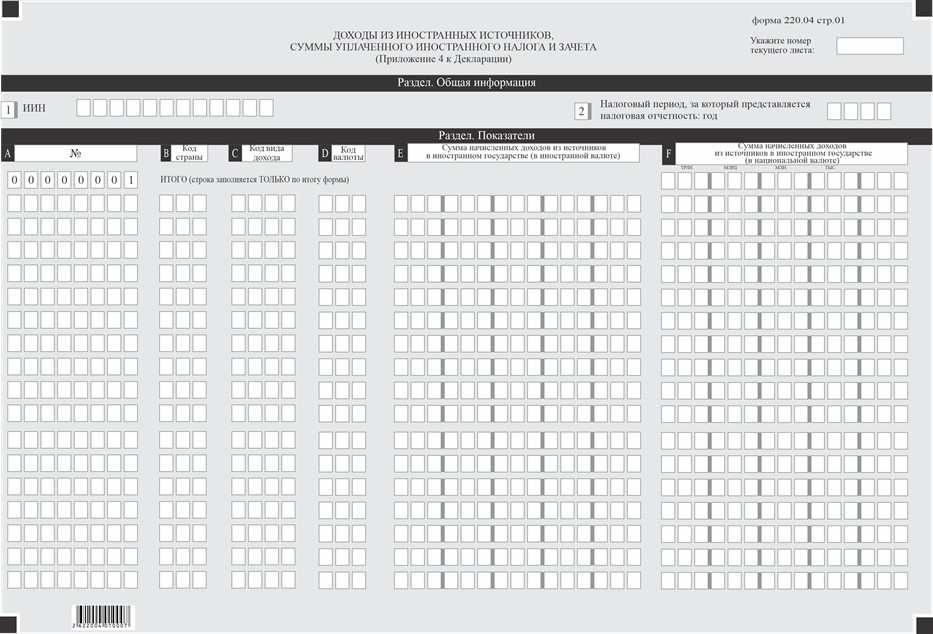 форма 220.04 стр.01
ДОХОДЫ ИЗ ИНОСТРАННЫХ ИСТОЧНИКОВ,
СУММЫ УПЛАЧЕННОГО ИНОСТРАННОГО НАЛОГА И ЗАЧЕТА
(Приложение 4 к Декларации)
Укажите номер
текущего листа:
Раздел. Общая информация
1 ИИН
2 Налоговый период, за который представляется
налоговая отчетность: год
Раздел. Показатели
A №
B Код
страны
C Код вида
дохода
D Код
валюты
E Сумма начисленных доходов из источников
в иностранном государстве (в иностранной валюте)
F Сумма начисленных доходов
из источников в иностранном государстве
(в национальной валюте)
ТРЛН МЛРД МЛН ТЫС
0 0 0 0 0 0 0 1 ИТОГО (строка заполняется ТОЛЬКО по итогу формы)
2622004010007